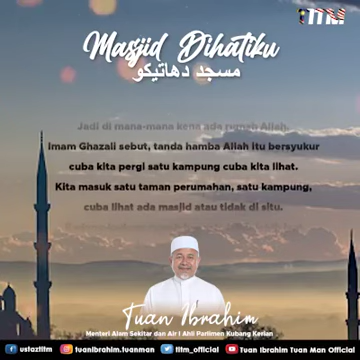 TITM
Masjid Dihatiku
مسجد دهاتيكو
Jadi di mana-mana kena ada rumah Allah.
Imam Ghazali sebut, tanda hamba Allah itu bersyukur
cuba kita pergi satu kampung cuba kita lihat.
Kita masuk satu taman perumahan, satu kampung,
cuba lihat ada masjid atau tidak di situ.
Tuan Ibrahim
Menteri Alam Sekitar dan Air | Ahli Parlimen Kubang Kerian
ustaztitm tuanibrahim.tuanman titm_official Tuan Ibrahim Tuan Man Official